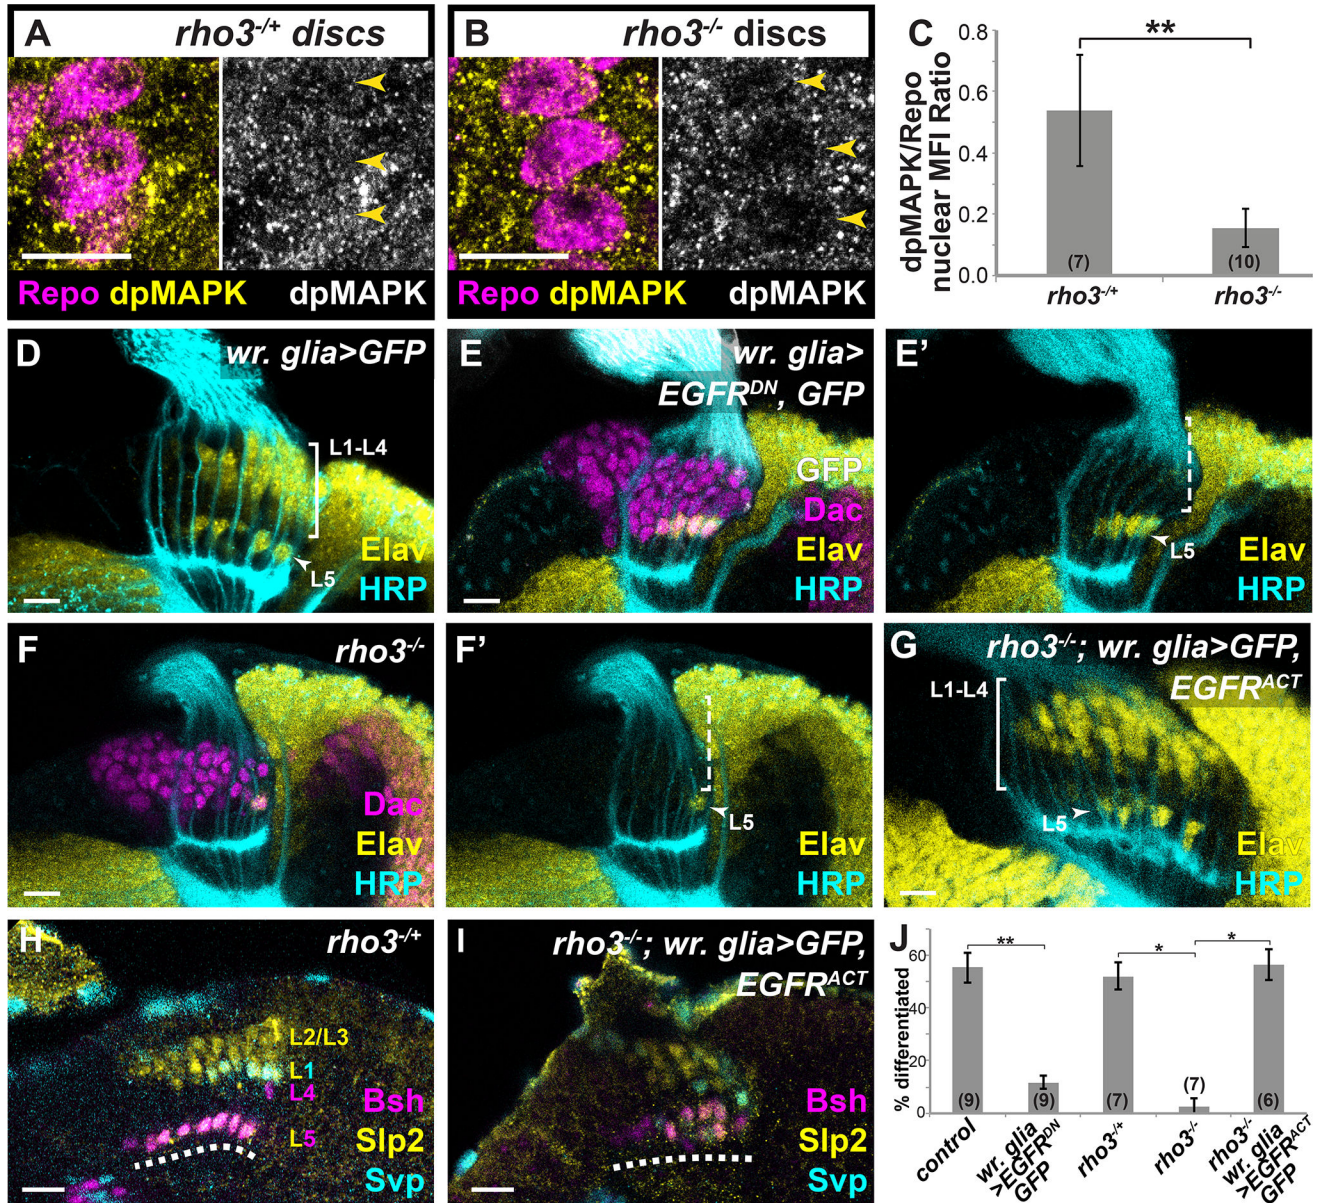 A rho3-/+ discs
Repo dpMAPK dpMAPK
B rho3-/- discs
Repo dpMAPK dpMAPK
C
dpMAPK/Repo
nuclear MFI Ratio
0.8
0.6
0.4
0.2
0.0
**
(7)
(10)
rho3-/+
rho3-/-
D wr. glia>GFP
L1-L4
L5
Elav
HRP
E wr. glia>
EGFRDN, GFP
GFP
Dac
Elav
HRP
E'
L5
Elav
HRP
F rho3-/-
Dac
Elav
HRP
F'
L5
Elav
HRP
G rho3-/-; wr. glia>GFP,
EGFRACT
L1-L4
L5
Elav
HRP
H rho3-/+
L2/L3
L1
L4
L5
Bsh
Slp2
Svp
I rho3-/-; wr. glia>GFP,
EGFRACT
Bsh
Slp2
Svp
J
% differentiated
60
40
20
0
**
*
*
(9)
(9)
(7)
(7)
(6)
control
wr. glia
>EGFRDN
GFP
rho3-/+
rho3-/-
rho3-/-
wr. glia
>EGFRACT
GFP